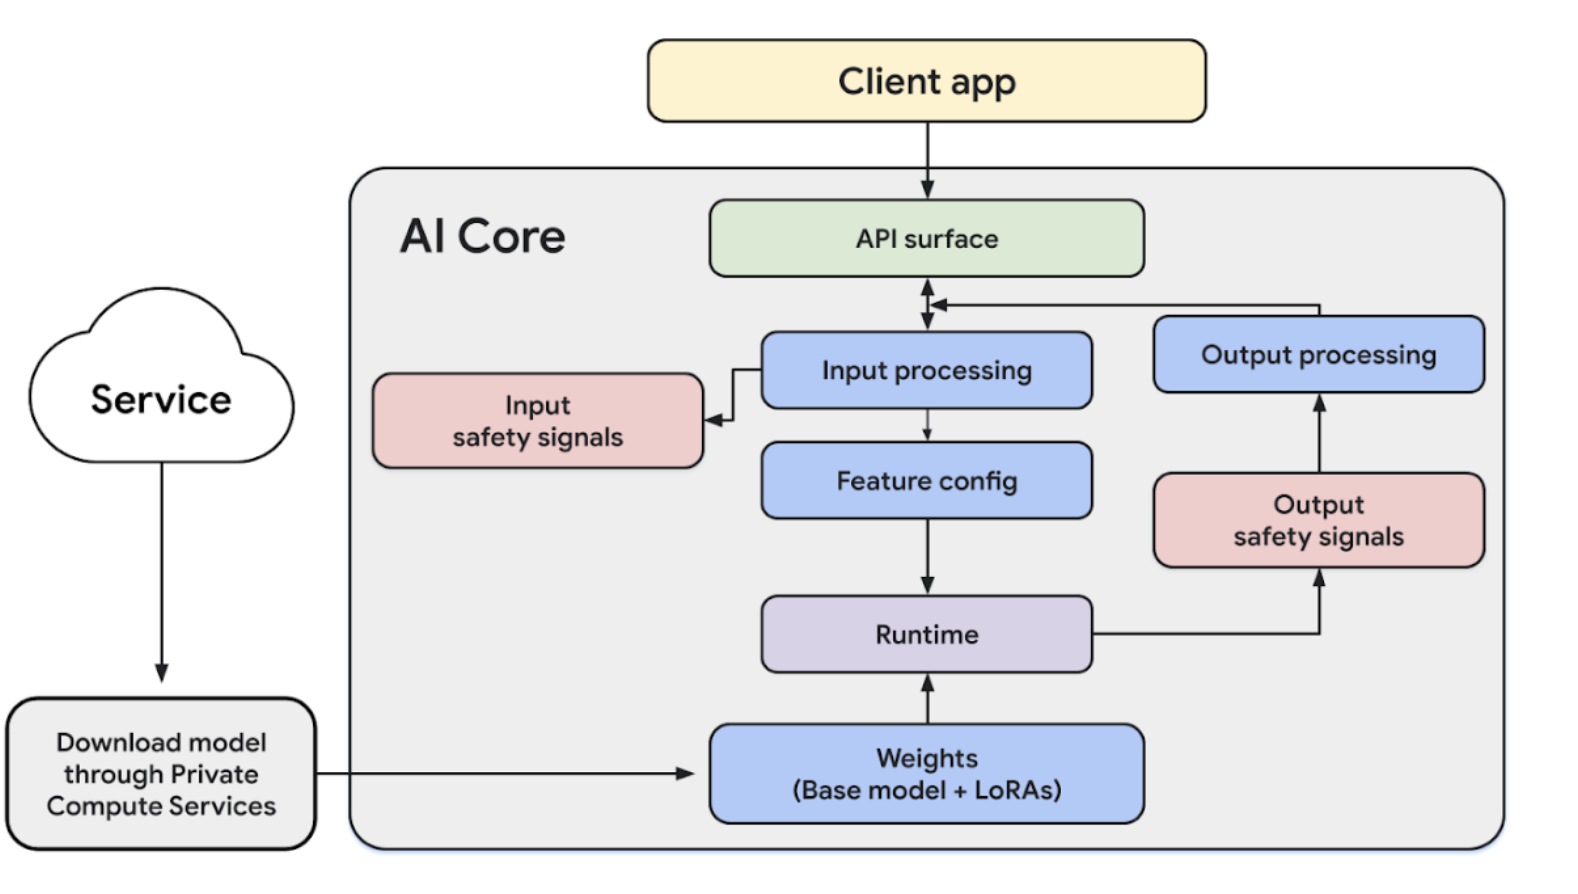 Client app
AI Core
API surface
Input processing
Output processing
Input
safety signals
Service
Feature config
Output
safety signals
Runtime
Download model
through Private
Compute Services
Weights
(Base model + LoRAs)